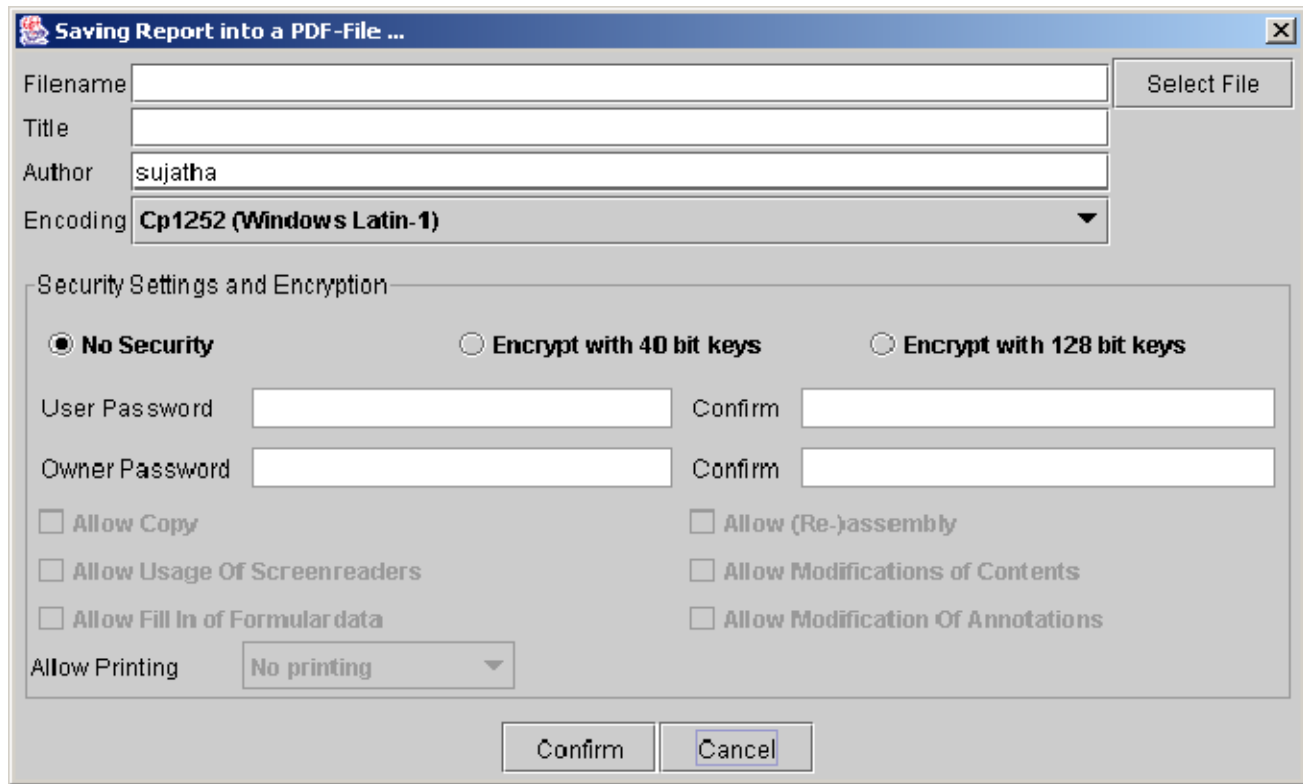 Saving Report into a PDF-File ...
Filename Select File
Title
Author sujatha
Encoding Cp1252 (Windows Latin-1)
Security Settings and Encryption
No Security Encrypt with 40 bit keys Encrypt with 128 bit keys
User Password Confirm
Owner Password Confirm
Allow Copy Allow (Re-)assembly
Allow Usage Of Screenreaders Allow Modifications of Contents
Allow Fill In of Formulardata Allow Modification Of Annotations
Allow Printing No printing
Confirm Cancel